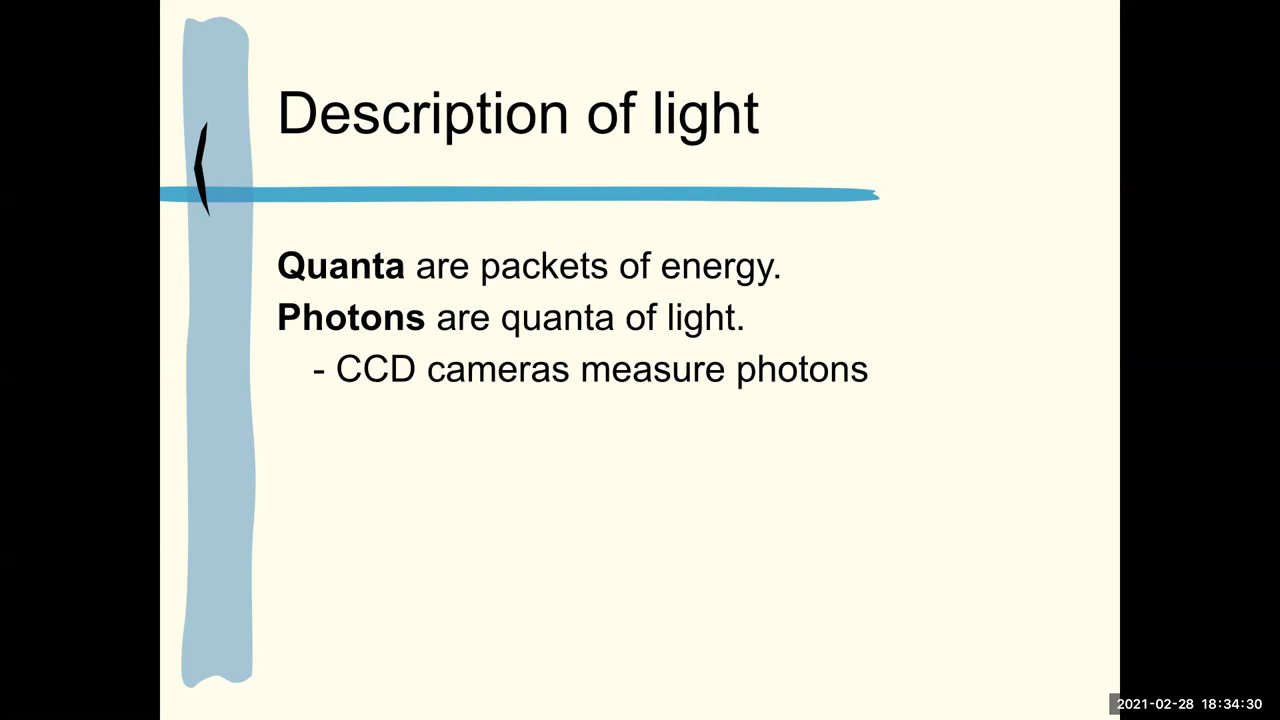 Description of light
Quanta are packets of energy.
Photons are quanta of light.
- CCD cameras measure photons
2021-02-28 18:34:30